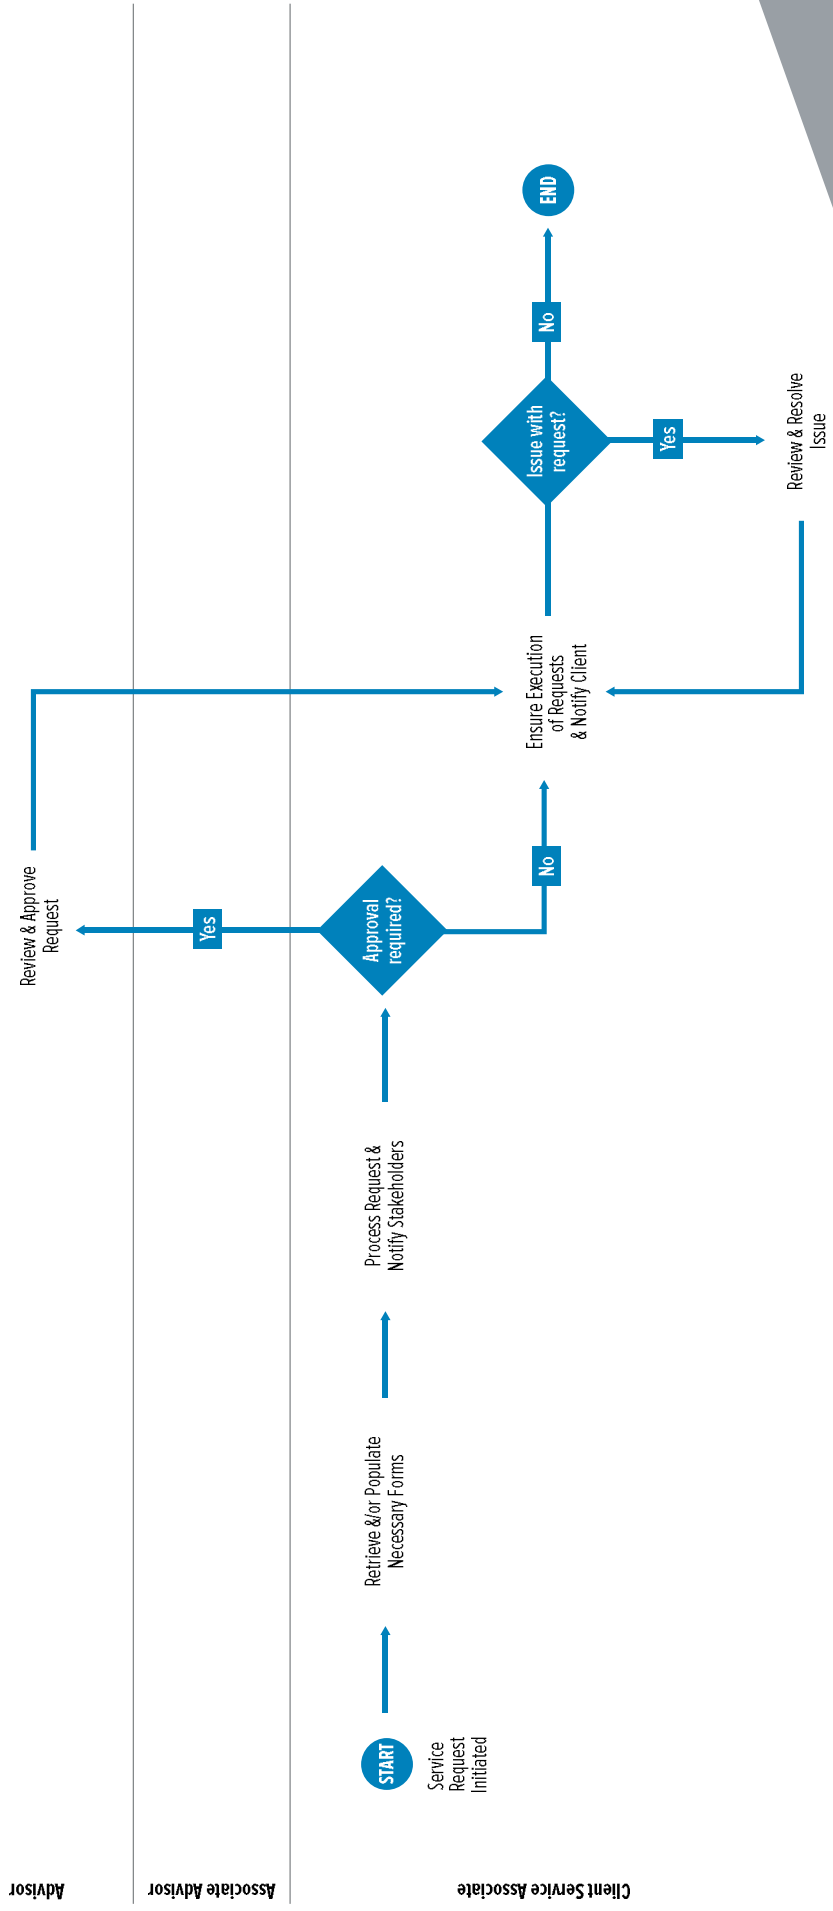 Advisor
Associate Advisor
Client Service Associate
START
Service
Request
Initiated
Retrieve &/or Populate
Necessary Forms
Process Request &
Notify Stakeholders
Approval
required?
Yes
Review & Approve
Request
No
Ensure Execution
of Requests
& Notify Client
Issue with
request?
Yes
Review & Resolve
Issue
No
END